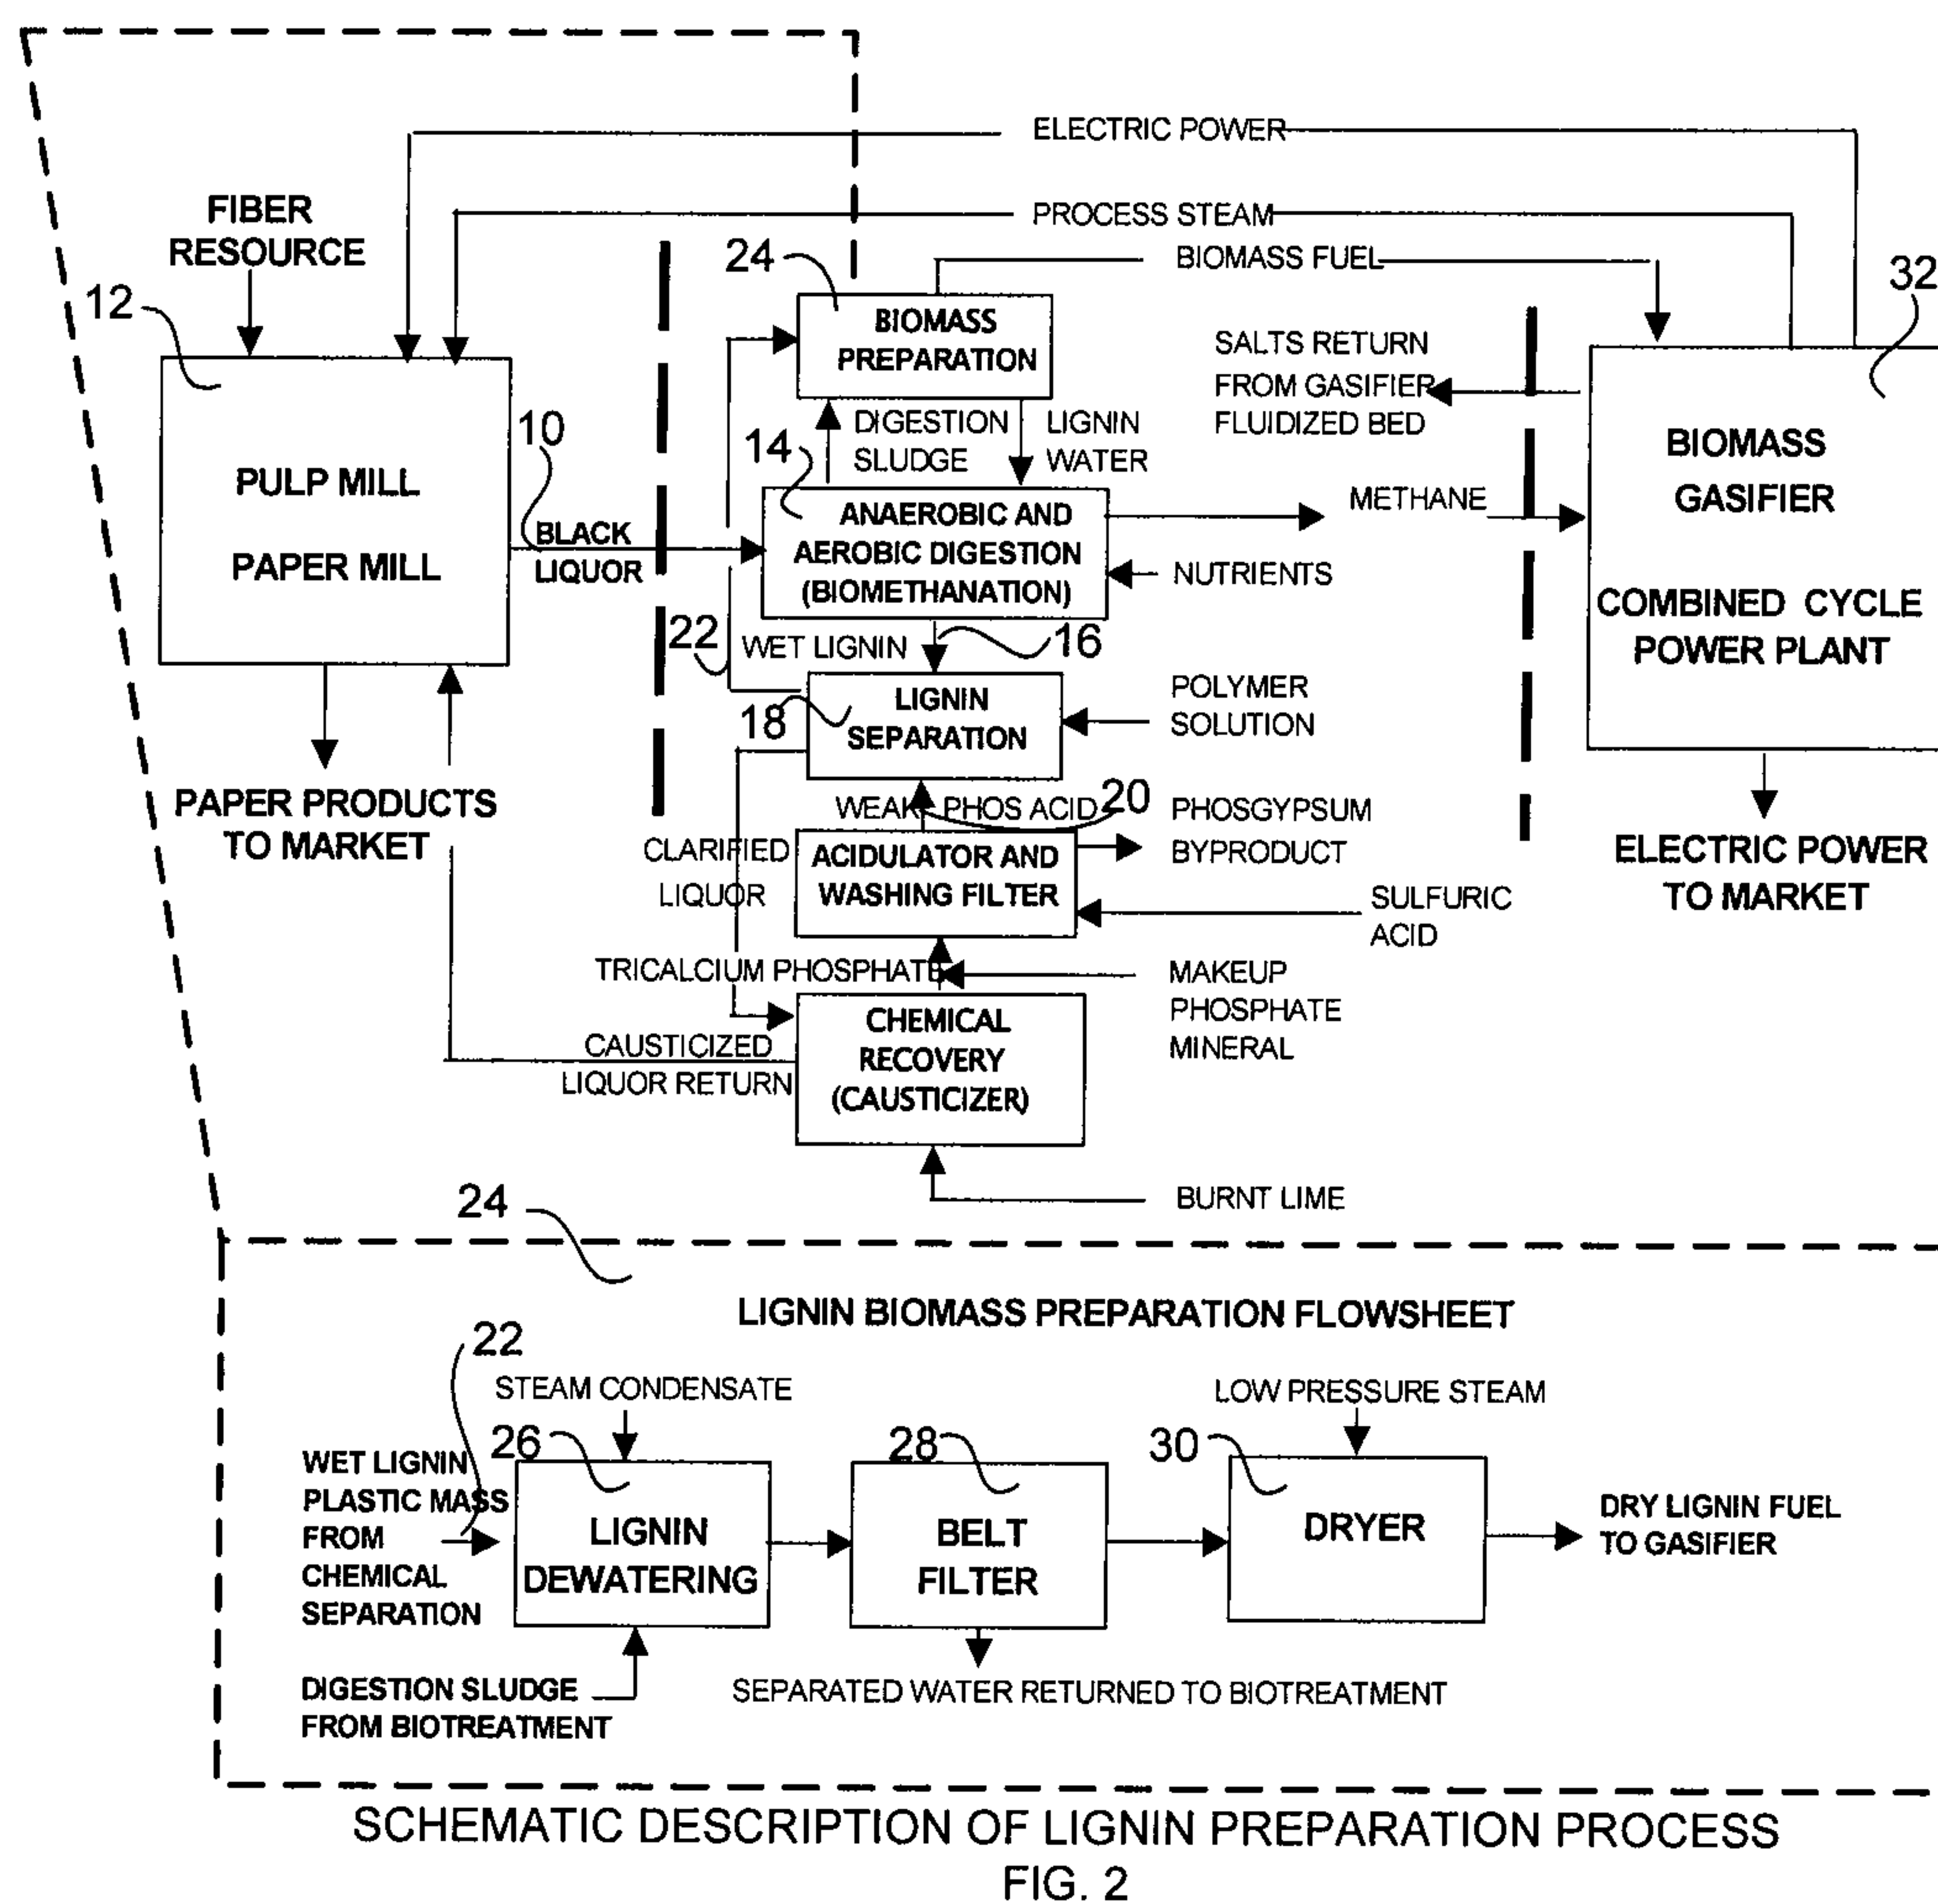 ELECTRIC POWER
PROCESS STEAM
BIOMASS FUEL
FIBER
RESOURCE
12
24
32
BIOMASS
PREPARATION
SALTS RETURN
FROM GASIFIER
FLUIDIZED BED
DIGESTION
SLUDGE
LIGNIN
WATER
10
14
PULP MILL
PAPER MILL
BLACK
LIQUOR
ANAEROBIC AND
AEROBIC DIGESTION
(BIOMETHANATION)
METHANE
NUTRIENTS
BIOMASS
GASIFIER
COMBINED CYCLE
POWER PLANT
22
WET LIGNIN
16
18
LIGNIN
SEPARATION
POLYMER
SOLUTION
PAPER PRODUCTS
TO MARKET
WEAK PHOS ACID
20
PHOSGYPSUM
BYPRODUCT
ELECTRIC POWER
TO MARKET
CLARIFIED
LIQUOR
ACIDULATOR AND
WASHING FILTER
SULFURIC
ACID
TRICALCIUM PHOSPHATE
MAKEUP
PHOSPHATE
MINERAL
CHEMICAL
RECOVERY
(CAUSTICIZER)
CAUSTICIZED
LIQUOR RETURN
BURNT LIME
24
LIGNIN BIOMASS PREPARATION FLOWSHEET
22
STEAM CONDENSATE
LOW PRESSURE STEAM
26
28
30
WET LIGNIN
PLASTIC MASS
FROM
CHEMICAL
SEPARATION
LIGNIN
DEWATERING
BELT
FILTER
DRYER
DRY LIGNIN FUEL
TO GASIFIER
DIGESTION SLUDGE
FROM BIOTREATMENT
SEPARATED WATER RETURNED TO BIOTREATMENT
SCHEMATIC DESCRIPTION OF LIGNIN PREPARATION PROCESS
FIG. 2